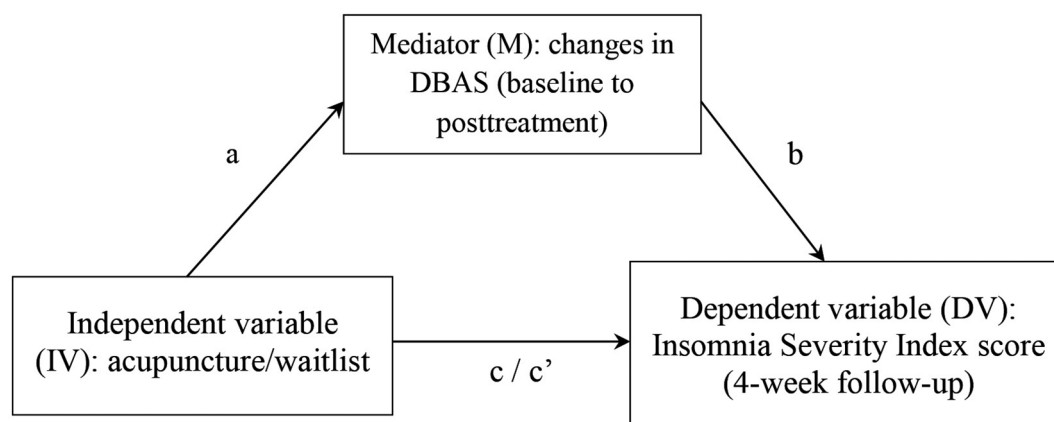 Mediator (M): changes in
DBAS (baseline to
posttreatment)
a
b
Independent variable
(IV): acupuncture/waitlist
c / c’
Dependent variable (DV):
Insomnia Severity Index score
(4-week follow-up)